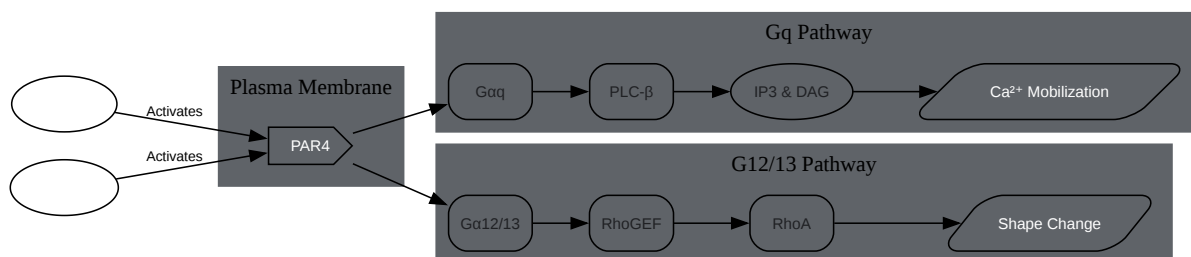 Gq Pathway
Plasma Membrane
Gαq
PLC-β
IP3 & DAG
Ca²⁺ Mobilization
Activates
PAR4
Activates
G12/13 Pathway
Gα12/13
RhoGEF
RhoA
Shape Change